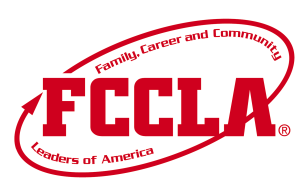 Family, Career and Community
FCCLA®
Leaders of America